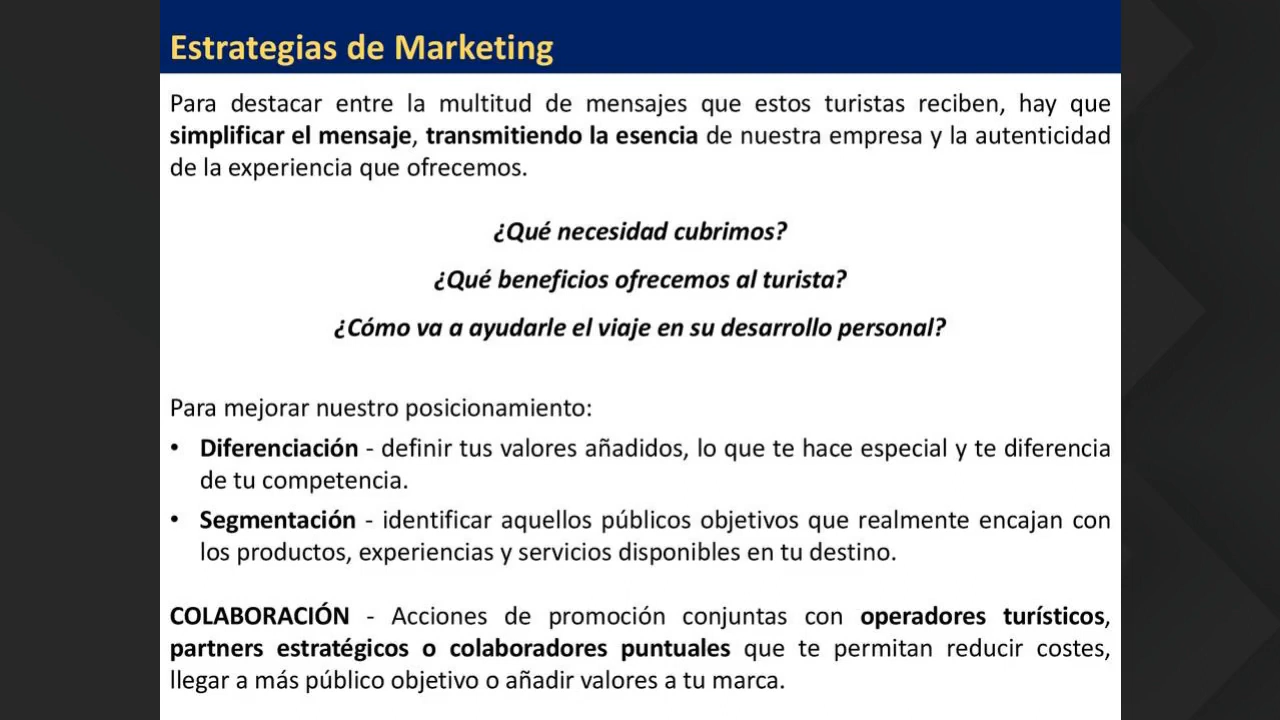 Estrategias de Marketing
Para destacar entre la multitud de mensajes que estos turistas reciben, hay que
simplificar el mensaje, transmitiendo la esencia de nuestra empresa y la autenticidad
de la experiencia que ofrecemos.
¿Qué necesidad cubrimos?
¿Qué beneficios ofrecemos al turista?
¿Cómo va a ayudarle el viaje en su desarrollo personal?
Para mejorar nuestro posicionamiento:
• Diferenciación - definir tus valores añadidos, lo que te hace especial y te diferencia
de tu competencia.
• Segmentación - identificar aquellos públicos objetivos que realmente encajan con
los productos, experiencias y servicios disponibles en tu destino.
COLABORACIÓN - Acciones de promoción conjuntas con operadores turísticos,
partners estratégicos o colaboradores puntuales que te permitan reducir costes,
llegar a más público objetivo o añadir valores a tu marca.